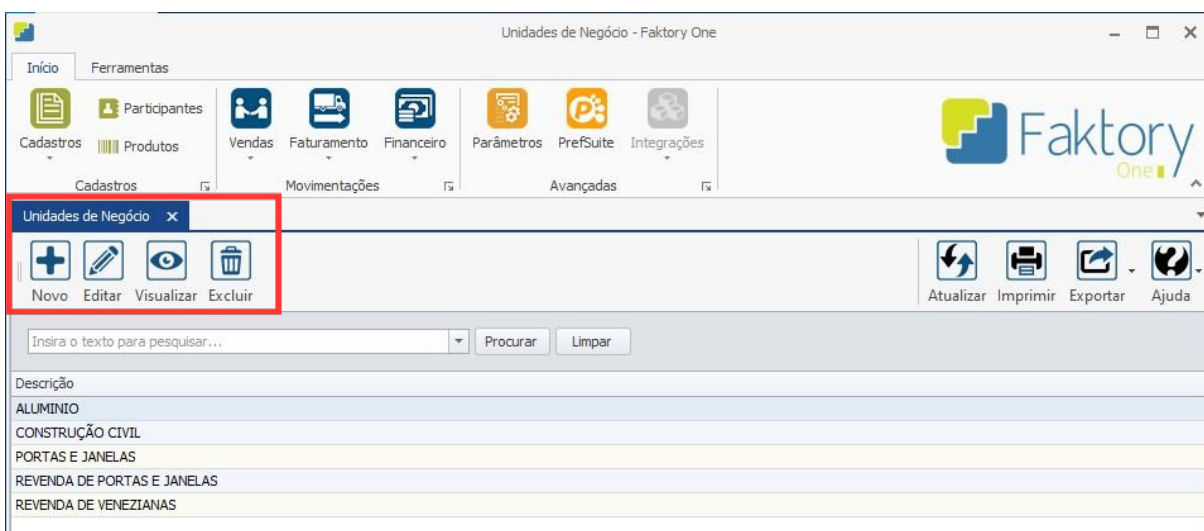 Unidades de Negócio - Faktory One
Início Ferramentas
Cadastros
Participantes
Produtos
Vendas Faturamento Financeiro
Parâmetros PrefSuite Integrações
Faktory
One
Cadastros Movimentações Avançadas
Unidades de Negócio
Novo Editar Visualizar Excluir
Atualizar Imprimir Exportar Ajuda
Insira o texto para pesquisar... Procurar Limpar
Descrição
ALUMINIO
CONSTRUÇÃO CIVIL
PORTAS E JANELAS
REVENDA DE PORTAS E JANELAS
REVENDA DE VENEZIANAS